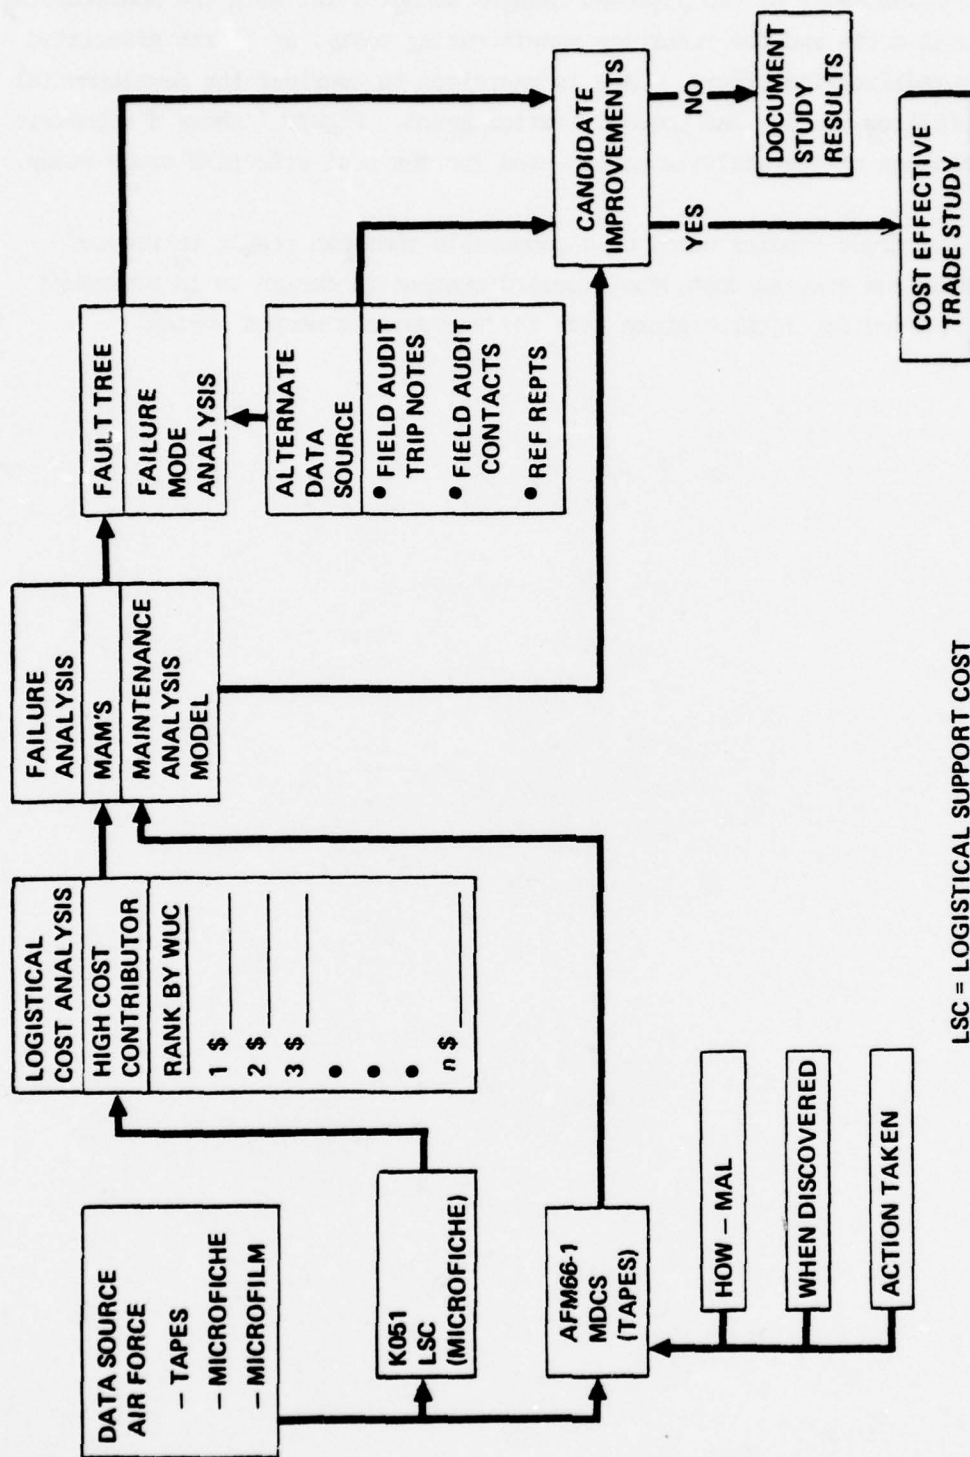 DATA SOURCE
AIR FORCE
– TAPES
– MICROFICHE
– MICROFILM
K051
LSC
(MICROFICHE)
AFM66-1
MDCS
(TAPES)
HOW – MAL
WHEN DISCOVERED
ACTION TAKEN
LOGISTICAL
COST ANALYSIS
HIGH COST
CONTRIBUTOR
RANK BY WUC
1 $
2 $
3 $
•
•
•
n $
FAILURE
ANALYSIS
MAM'S
MAINTENANCE
ANALYSIS
MODEL
FAULT TREE
FAILURE
MODE
ANALYSIS
ALTERNATE
DATA
SOURCE
• FIELD AUDIT
TRIP NOTES
• FIELD AUDIT
CONTACTS
• REF REPTS
CANDIDATE
IMPROVEMENTS
NO
YES
DOCUMENT
STUDY
RESULTS
COST EFFECTIVE
TRADE STUDY
LSC = LOGISTICAL SUPPORT COST